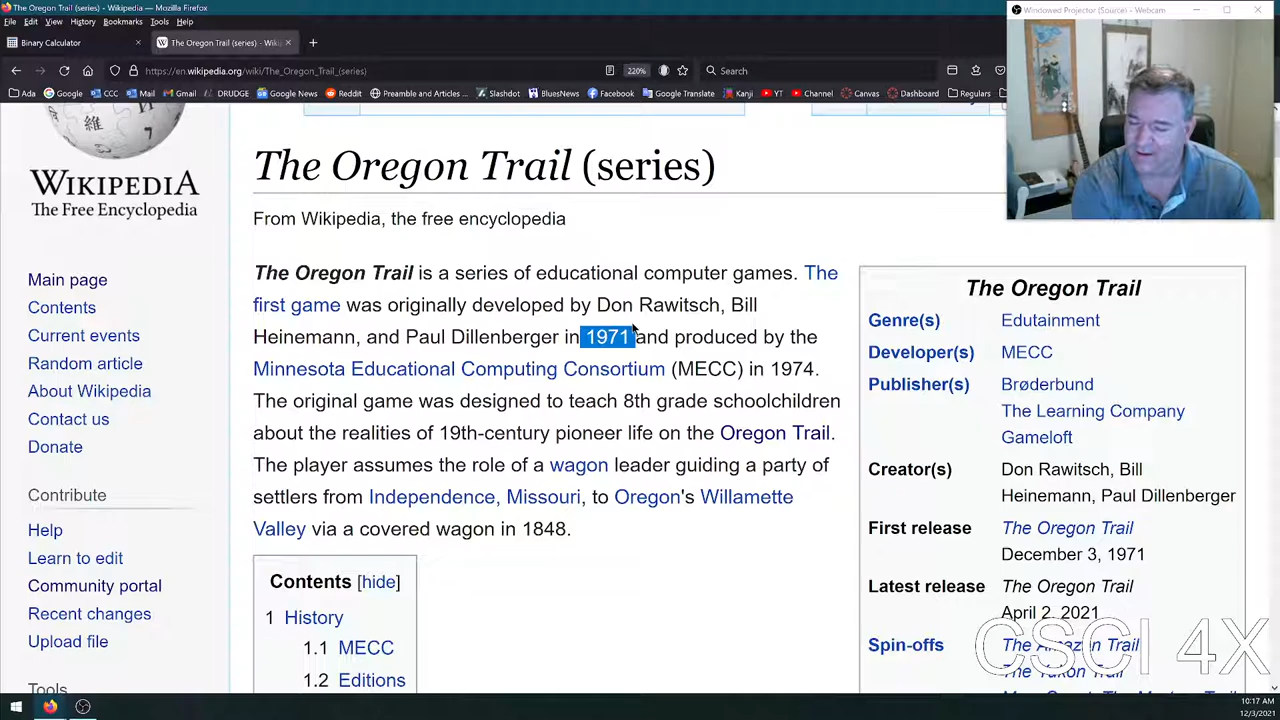 The Oregon Trail (series) - Wikipedia — Mozilla Firefox
Windowed Projector (Source) - Webcam
File Edit View History Bookmarks Tools Help
Binary Calculator
The Oregon Trail (series) - Wiki
https://en.wikipedia.org/wiki/The_Oregon_Trail_(series)
220%
Search
Ada Google CCC Mail Gmail DRUDGE Google News Reddit Preamble and Articles ... Slashdot BluesNews Facebook Google Translate Kanji YT Channel Canvas Dashboard Regulars
WIKIPEDIA
The Free Encyclopedia
Main page
Contents
Current events
Random article
About Wikipedia
Contact us
Donate
Contribute
Help
Learn to edit
Community portal
Recent changes
Upload file
Tools
The Oregon Trail (series)
From Wikipedia, the free encyclopedia
The Oregon Trail is a series of educational computer games. The
first game was originally developed by Don Rawitsch, Bill
Heinemann, and Paul Dillenberger in 1971 and produced by the
Minnesota Educational Computing Consortium (MECC) in 1974.
The original game was designed to teach 8th grade schoolchildren
about the realities of 19th-century pioneer life on the Oregon Trail.
The player assumes the role of a wagon leader guiding a party of
settlers from Independence, Missouri, to Oregon's Willamette
Valley via a covered wagon in 1848.
Contents [hide]
1 History
1.1 MECC
1.2 Editions
The Oregon Trail
Genre(s) Edutainment
Developer(s) MECC
Publisher(s) Brøderbund
The Learning Company
Gameloft
Creator(s) Don Rawitsch, Bill
Heinemann, Paul Dillenberger
First release The Oregon Trail
December 3, 1971
Latest release The Oregon Trail
April 2, 2021
Spin-offs The Amazon Trail
The Yukon Trail
CSCI 4X
10:17 AM
12/3/2021